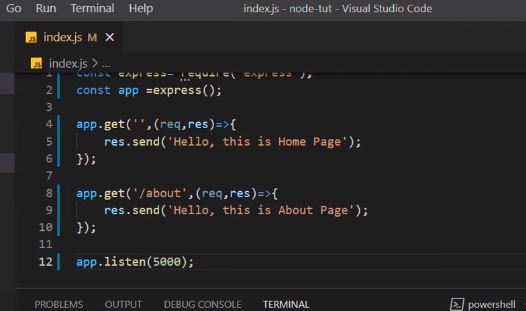 Go Run Terminal Help index.js - node-tut - Visual Studio Code
JS index.js M ✕
JS index.js > ...
1 const express= require('express');
2 const app =express();
3
4 app.get('',(req,res)=>{
5 res.send('Hello, this is Home Page');
6 });
7
8 app.get('/about',(req,res)=>{
9 res.send('Hello, this is About Page');
10 });
11
12 app.listen(5000);
PROBLEMS OUTPUT DEBUG CONSOLE TERMINAL powershell